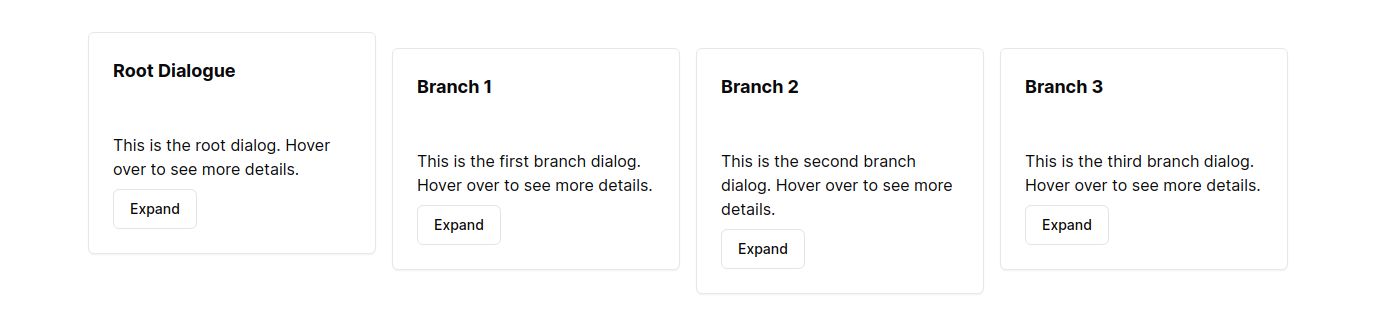 Root Dialogue
This is the root dialog. Hover
over to see more details.
Expand
Branch 1
This is the first branch dialog.
Hover over to see more details.
Expand
Branch 2
This is the second branch
dialog. Hover over to see more
details.
Expand
Branch 3
This is the third branch dialog.
Hover over to see more details.
Expand